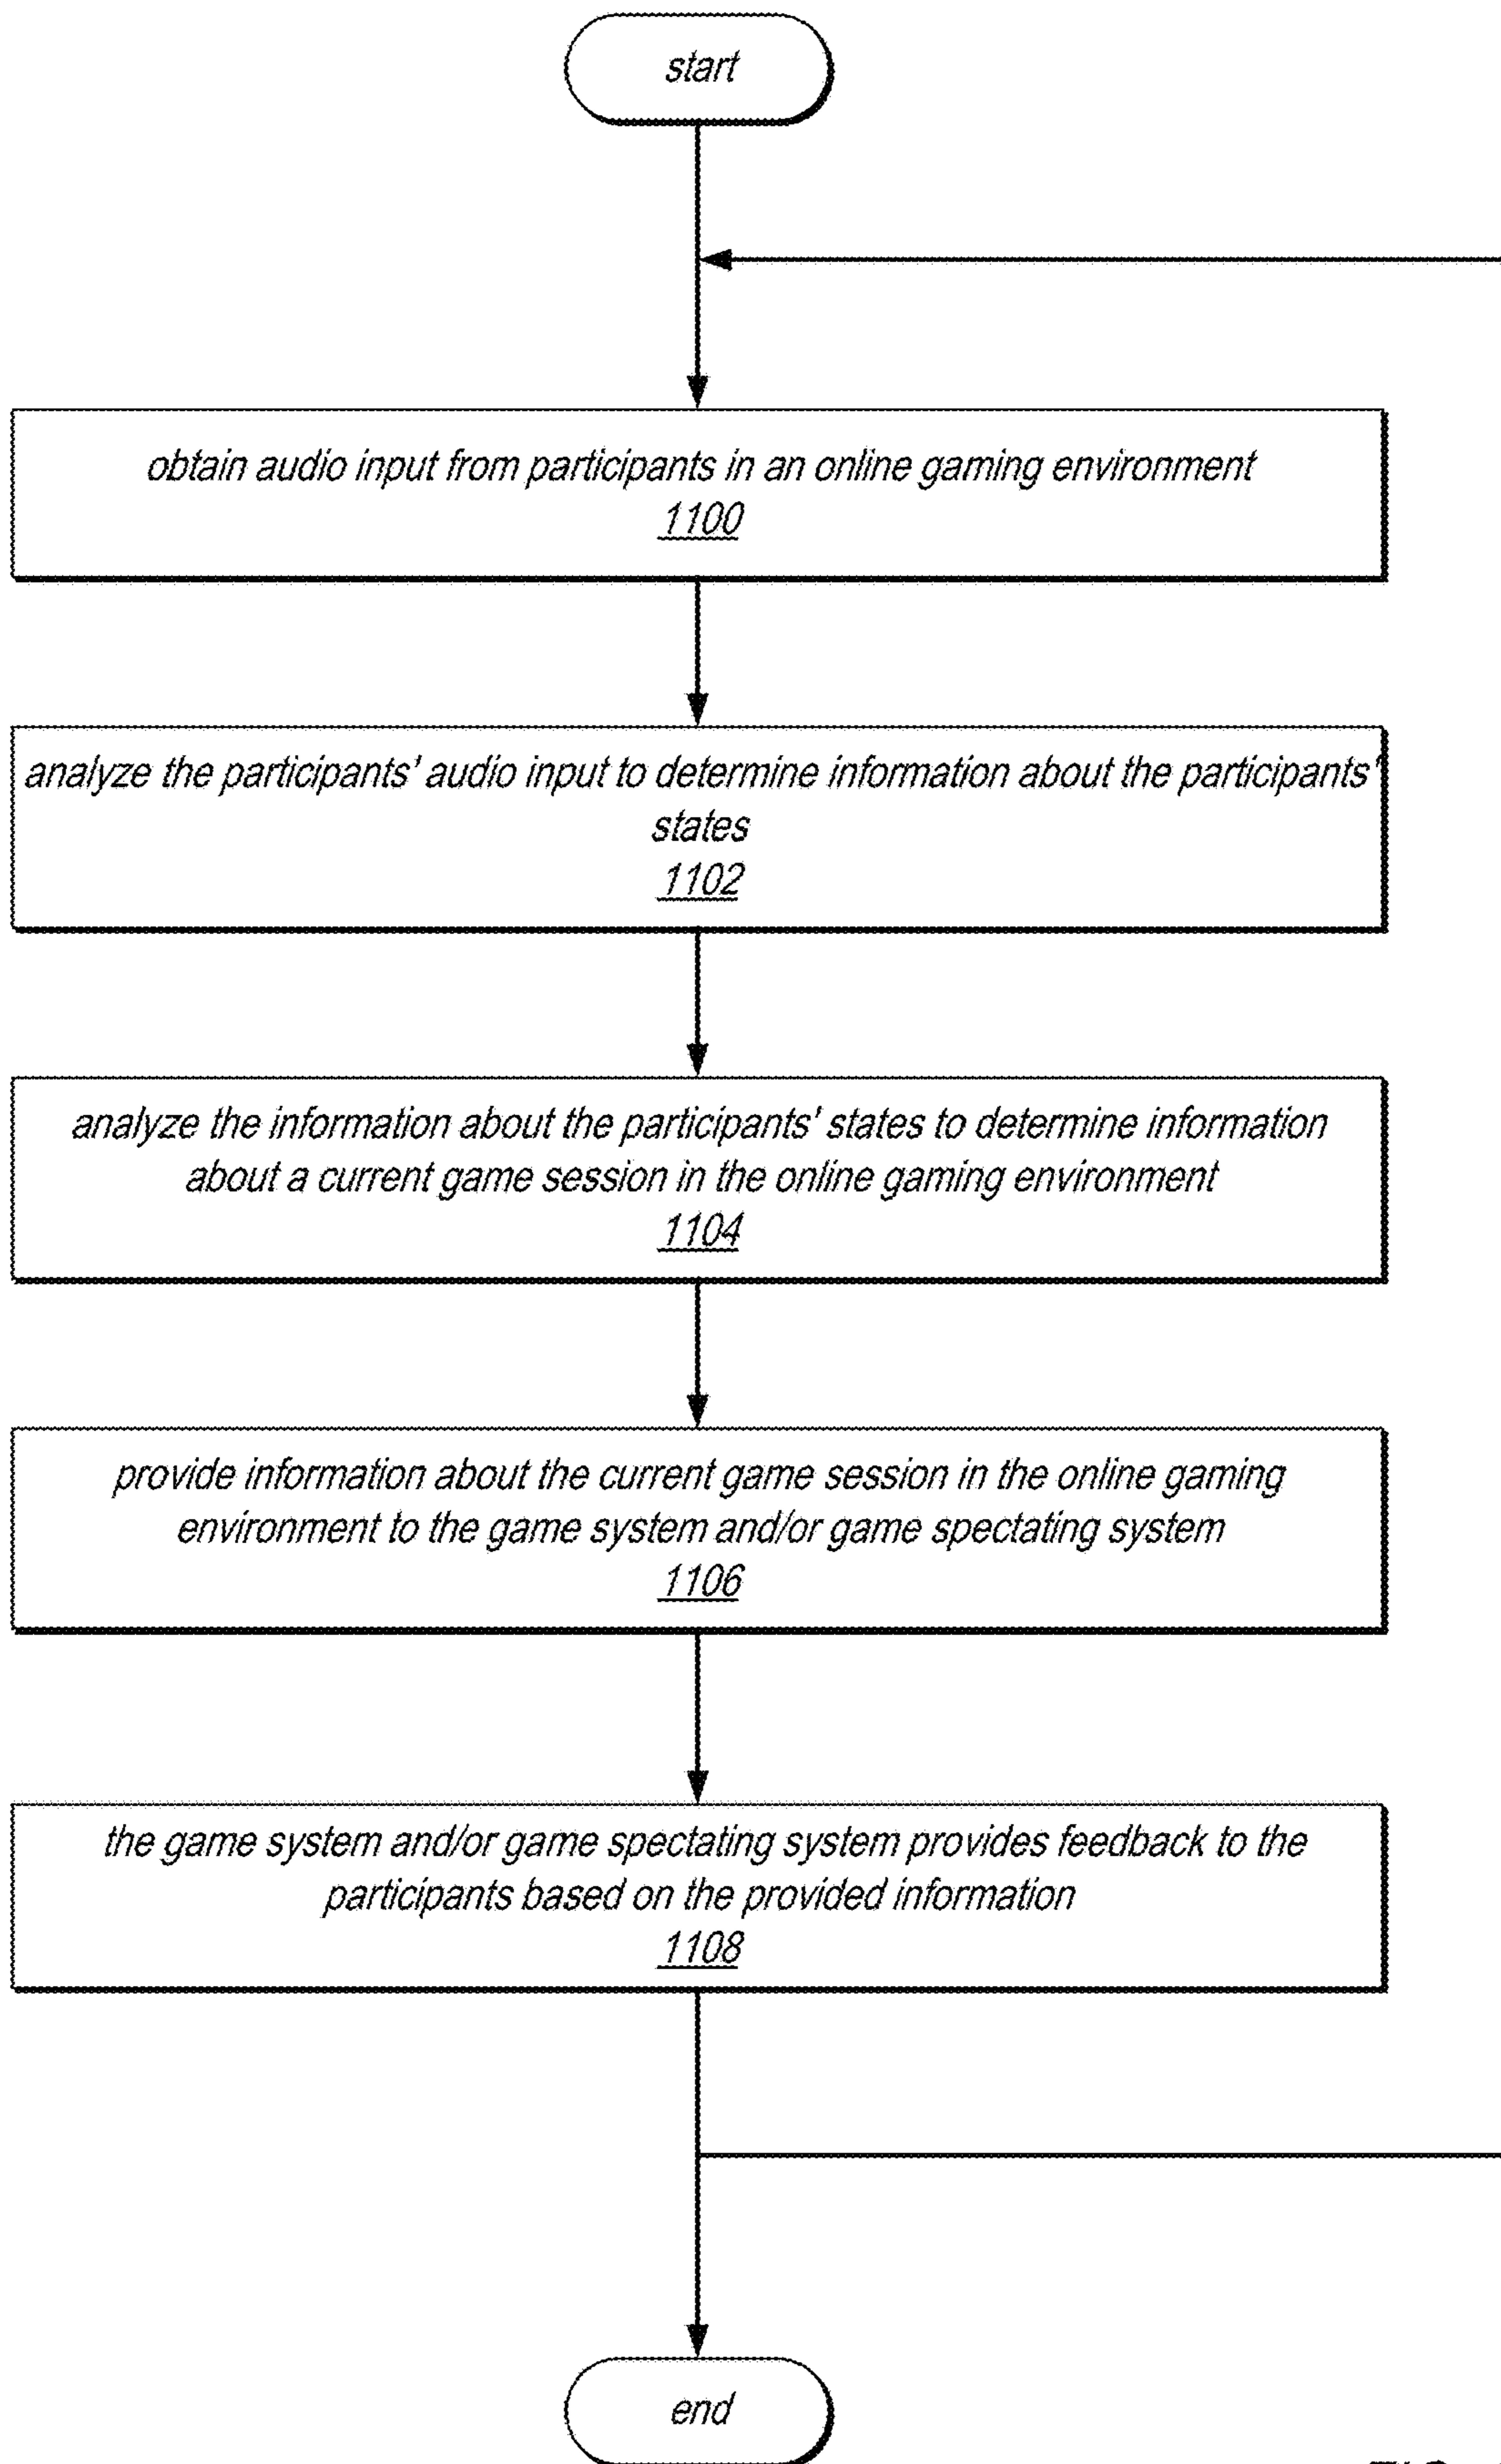 start
obtain audio input from participants in an online gaming environment
1100
analyze the participants' audio input to determine information about the participants'
states
1102
analyze the information about the participants' states to determine information
about a current game session in the online gaming environment
1104
provide information about the current game session in the online gaming
environment to the game system and/or game spectating system
1106
the game system and/or game spectating system provides feedback to the
participants based on the provided information
1108
end